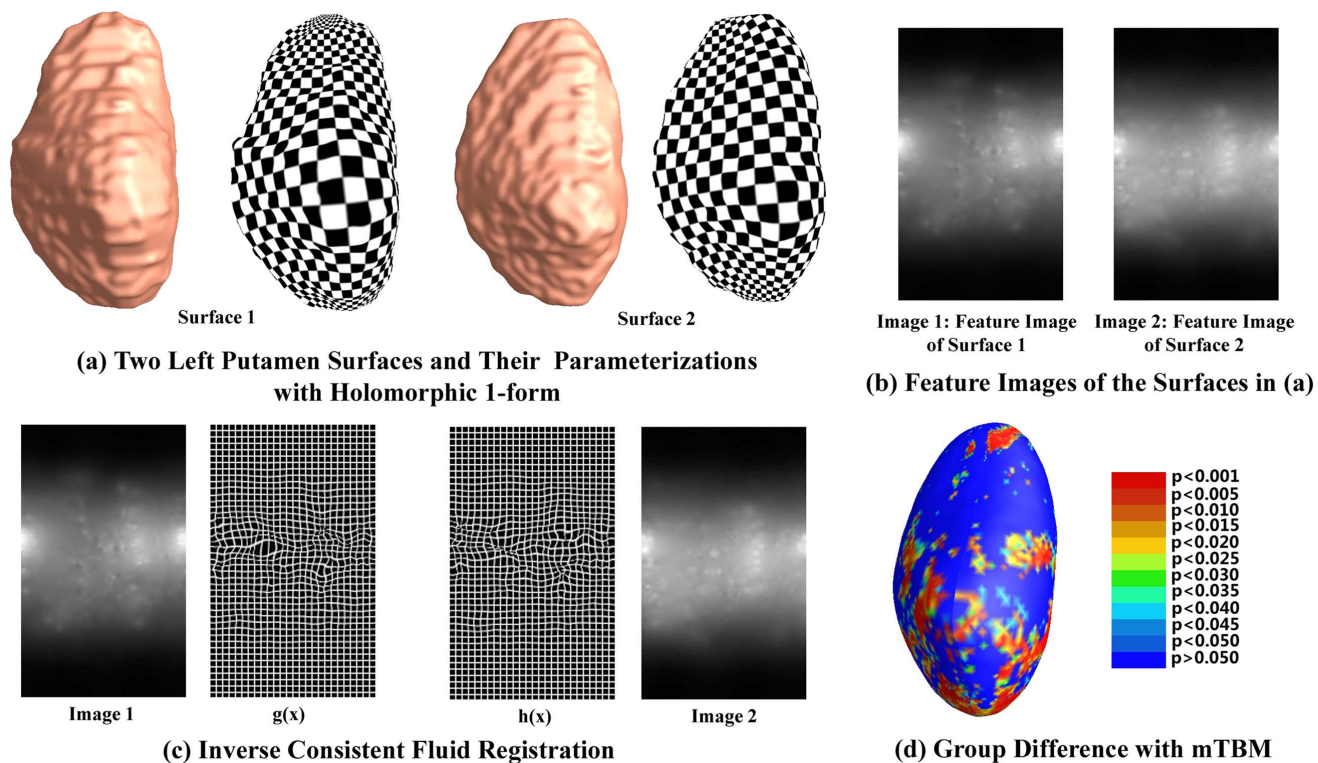 Surface 1
Surface 2
(a) Two Left Putamen Surfaces and Their Parameterizations
with Holomorphic 1-form
Image 1: Feature Image
of Surface 1
Image 2: Feature Image
of Surface 2
(b) Feature Images of the Surfaces in (a)
Image 1
g(x)
h(x)
Image 2
(c) Inverse Consistent Fluid Registration
p<0.001
p<0.005
p<0.010
p<0.015
p<0.020
p<0.025
p<0.030
p<0.035
p<0.040
p<0.045
p<0.050
p>0.050
(d) Group Difference with mTBM